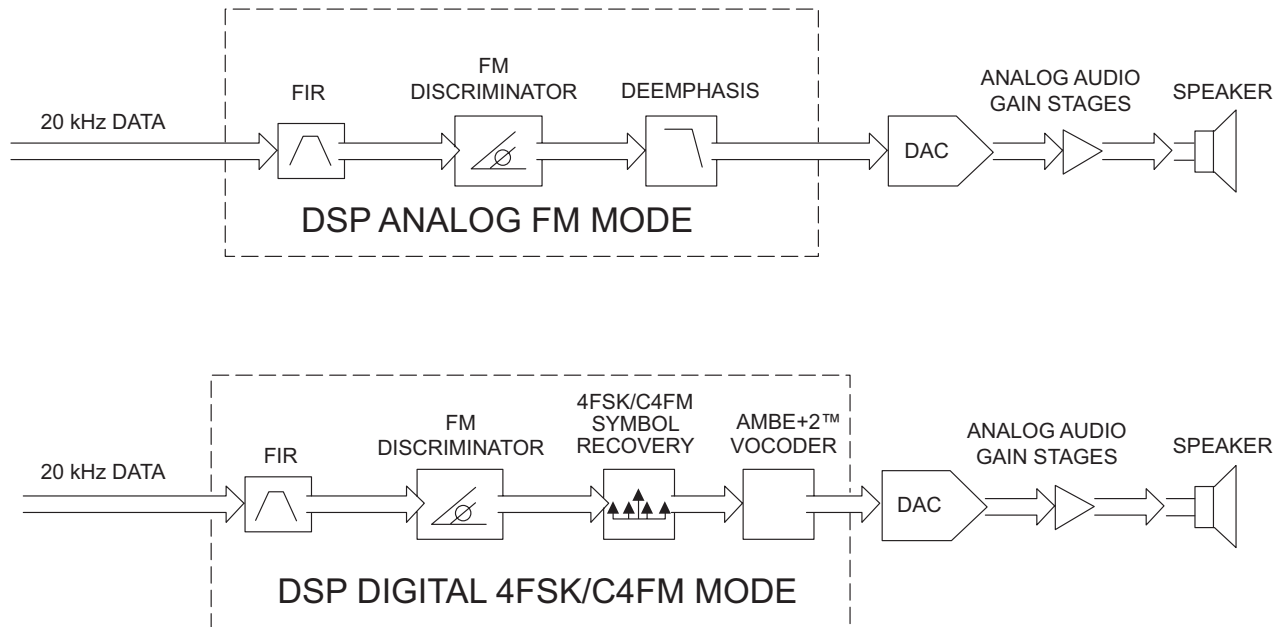 20 kHz DATA
FIR
FM
DISCRIMINATOR
DEEMPHASIS
DAC
ANALOG AUDIO
GAIN STAGES
SPEAKER
DSP ANALOG FM MODE
20 kHz DATA
FIR
FM
DISCRIMINATOR
4FSK/C4FM
SYMBOL
RECOVERY
AMBE+2™
VOCODER
DAC
ANALOG AUDIO
GAIN STAGES
SPEAKER
DSP DIGITAL 4FSK/C4FM MODE